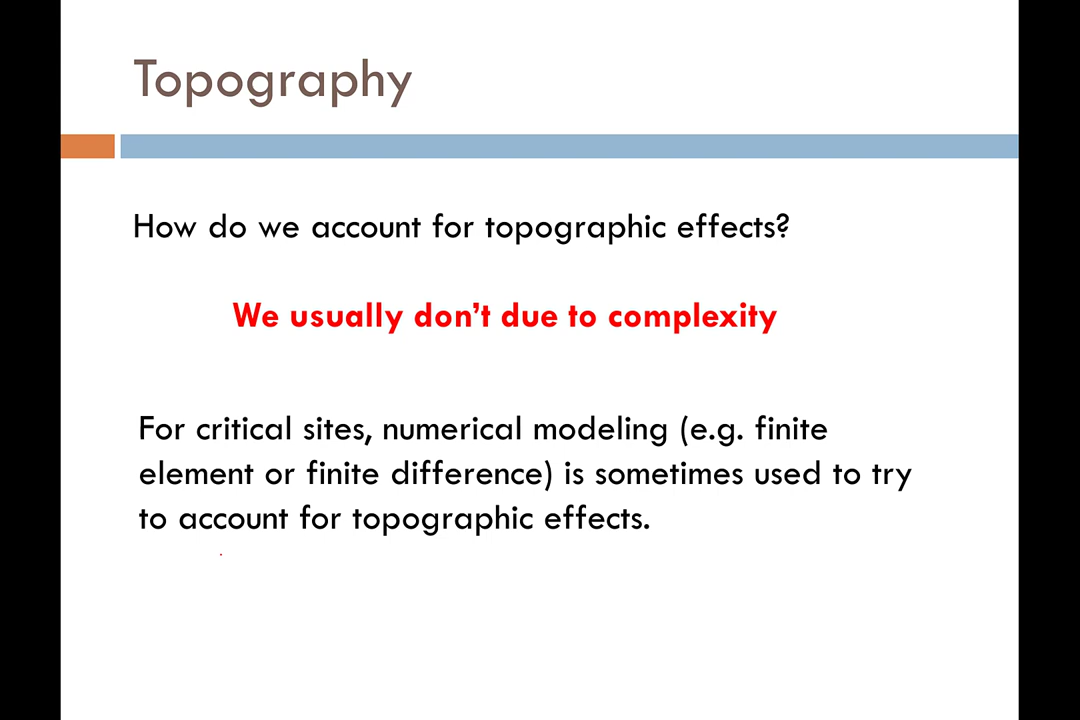 Topography
How do we account for topographic effects?
We usually don’t due to complexity
For critical sites, numerical modeling (e.g. finite
element or finite difference) is sometimes used to try
to account for topographic effects.